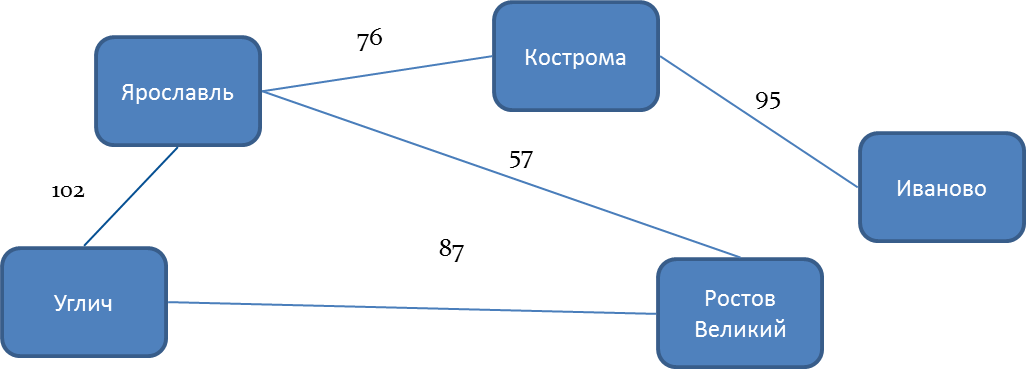 76
Кострома
Ярославль
95
57
102
Иваново
87
Углич
Ростов
Великий